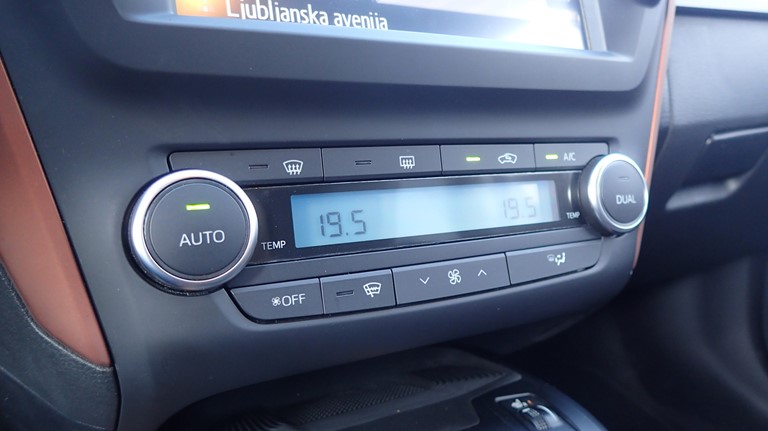 Ljubljanska avenija
A/C
AUTO
TEMP
19.5
19.5
TEMP
DUAL
OFF